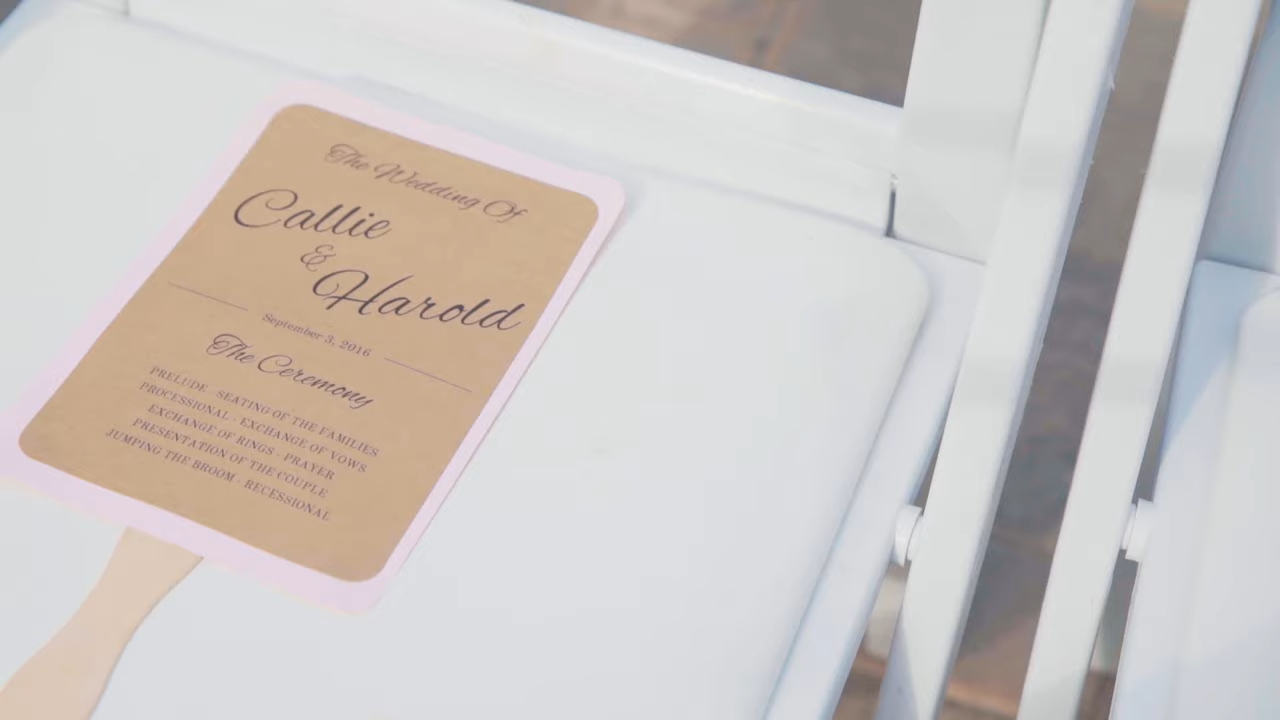 The Wedding Of
Callie
&
Harold
September 3, 2016
The Ceremony
PRELUDE · SEATING OF THE FAMILIES
PROCESSIONAL · EXCHANGE OF VOWS
EXCHANGE OF RINGS · PRAYER
PRESENTATION OF THE COUPLE
JUMPING THE BROOM · RECESSIONAL